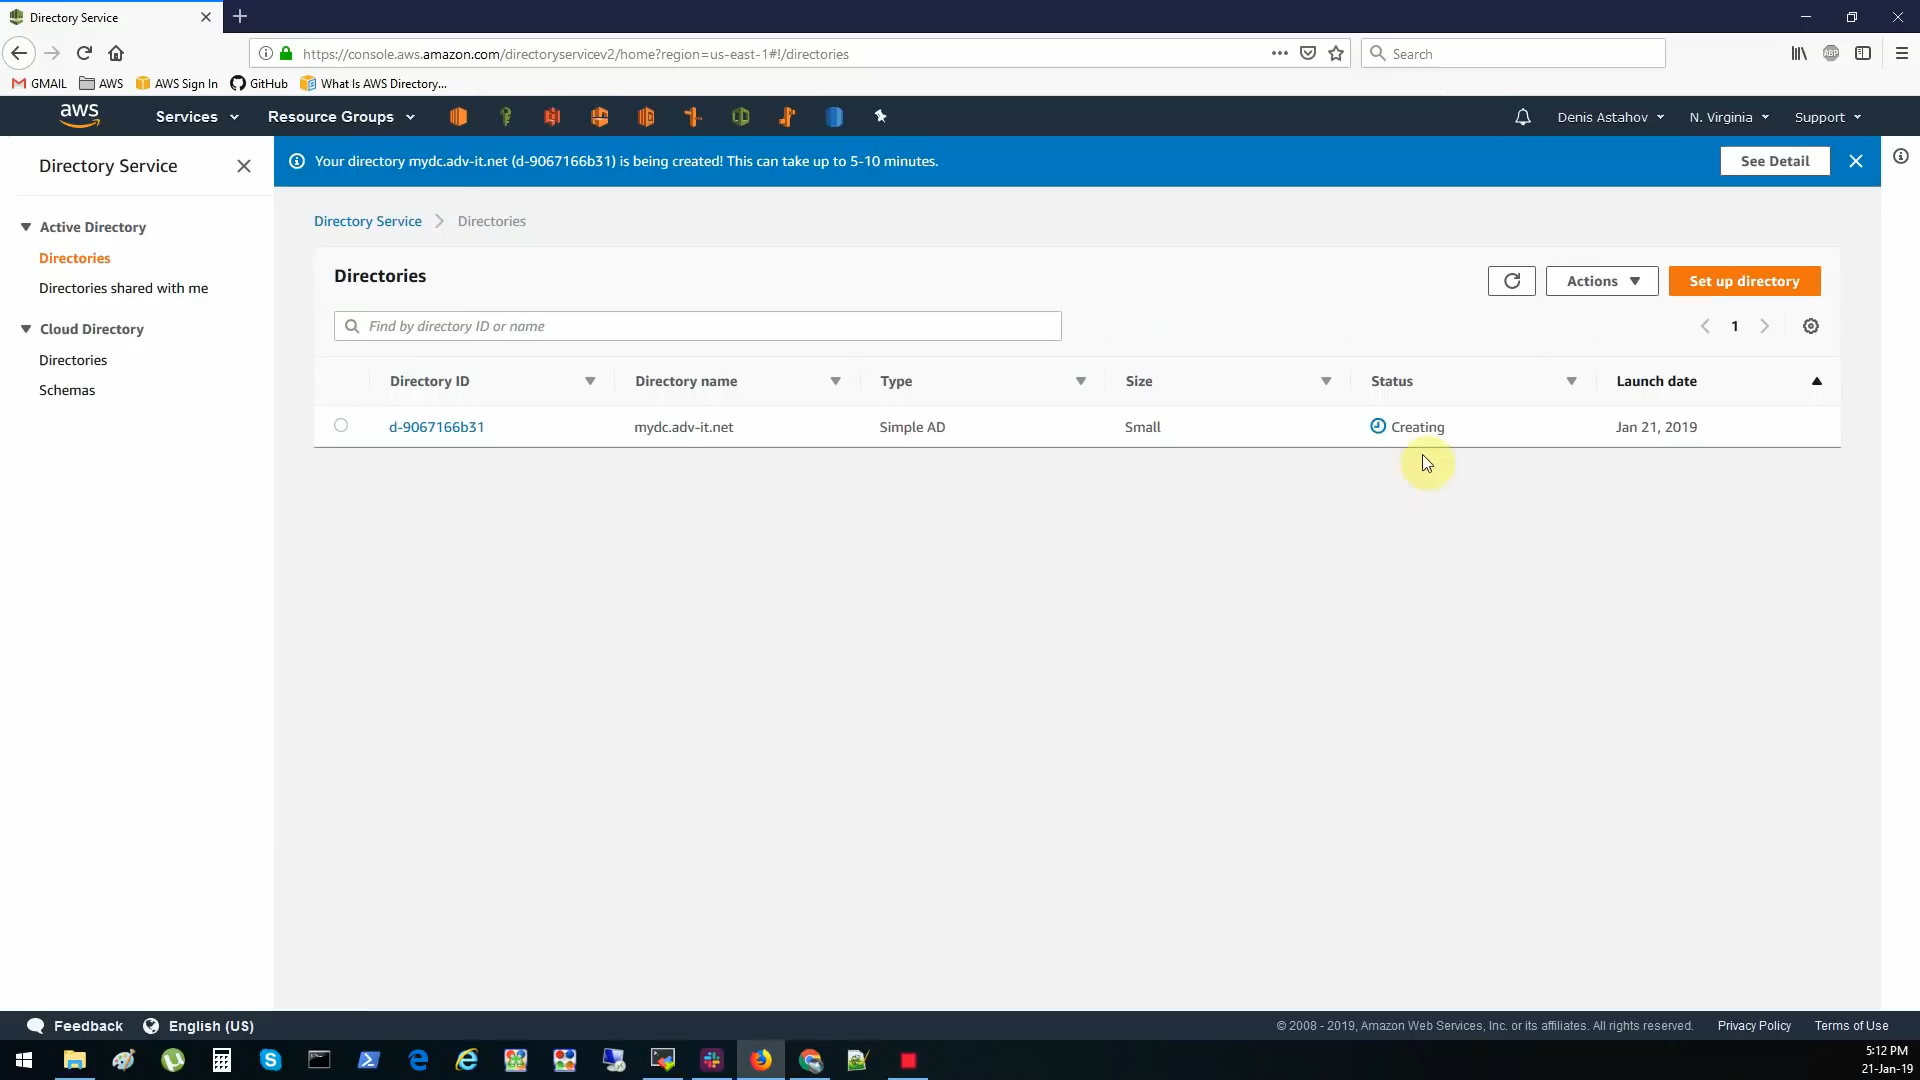 Directory Service
https://console.aws.amazon.com/directoryservicev2/home?region=us-east-1#!/directories
Search
ABP
GMAIL
AWS
AWS Sign In
GitHub
What Is AWS Directory...
aws
Services
Resource Groups
Denis Astahov
N. Virginia
Support
Directory Service
Your directory mydc.adv-it.net (d-9067166b31) is being created! This can take up to 5-10 minutes.
See Detail
Active Directory
Directories
Directories shared with me
Cloud Directory
Directories
Schemas
Directory Service
Directories
Directories
Actions
Set up directory
Find by directory ID or name
1
Directory ID
Directory name
Type
Size
Status
Launch date
d-9067166b31
mydc.adv-it.net
Simple AD
Small
Creating
Jan 21, 2019
Feedback
English (US)
© 2008 - 2019, Amazon Web Services, Inc. or its affiliates. All rights reserved.
Privacy Policy
Terms of Use
5:12 PM
21-Jan-19